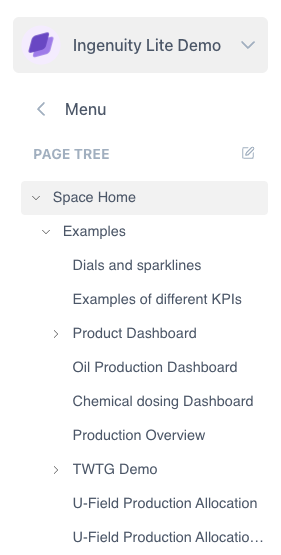 Ingenuity Lite Demo
Menu
PAGE TREE
Space Home
Examples
Dials and sparklines
Examples of different KPIs
Product Dashboard
Oil Production Dashboard
Chemical dosing Dashboard
Production Overview
TWTG Demo
U-Field Production Allocation
U-Field Production Allocatio...